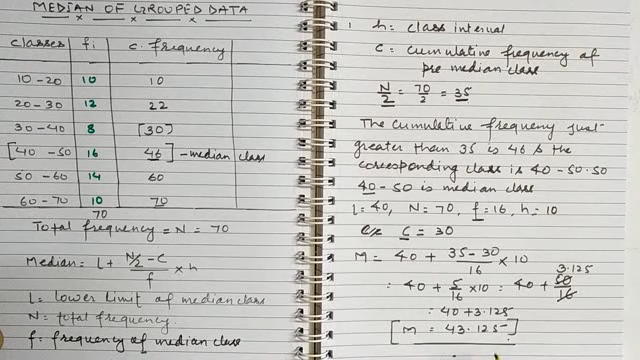 MEDIAN OF GROUPED DATA
classes fi c. frequency
10-20 10 10
20-30 12 22
30-40 8 [30)
[40-50 16 46] - median class
50-60 14 60
60-70 10 70
70
Total frequency = N = 70
Median = l + N/2 - C / f × h
l = lower limit of median class
N = total frequency.
f = frequency of median class
h = class interval
C = cumulative frequency of
pre median class
N/2 = 70/2 = 35
The cumulative frequency just
greater than 35 is 46 & the
corresponding class is 40-50. So
40-50 is median class
l = 40, N = 70, f = 16, h = 10
C = 30
M = 40 + 35-30/16 × 10
= 40 + 5/16 × 10 = 40 + 50/16 3.125
= 40 + 3.125
[M = 43.125]